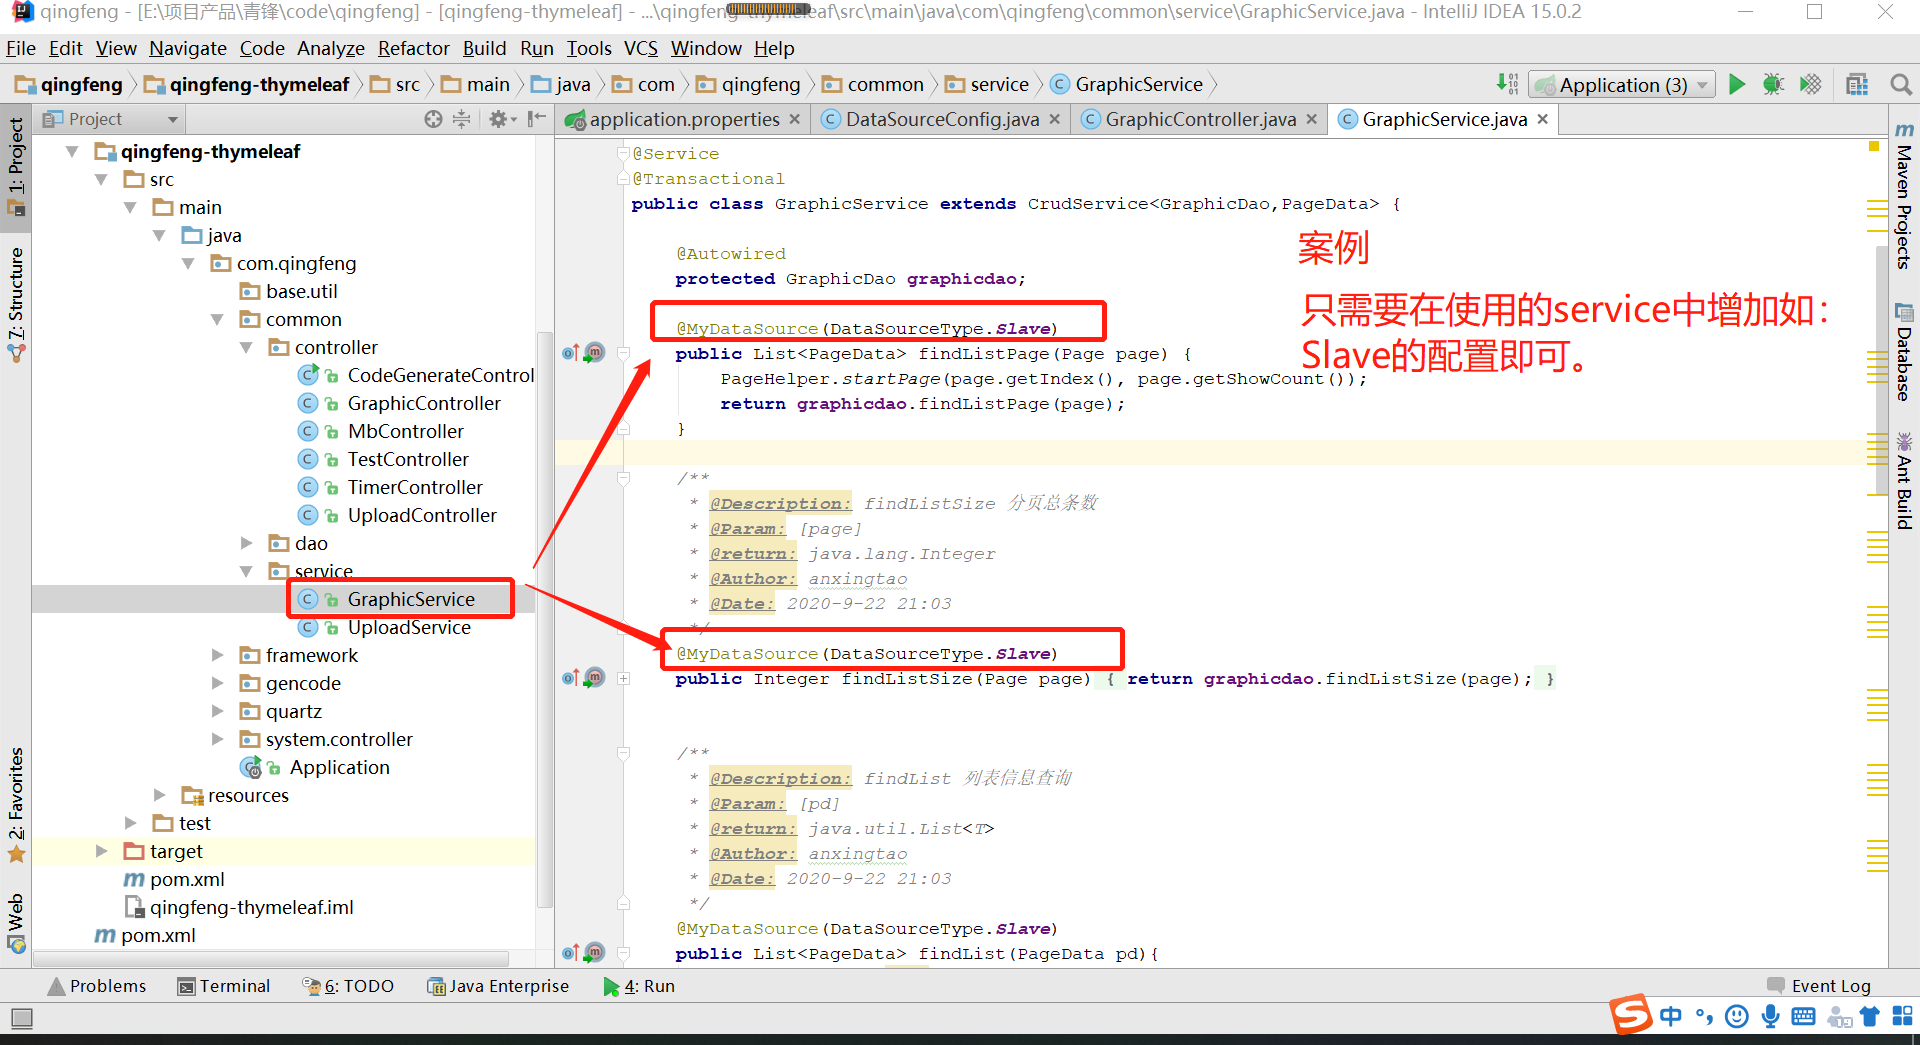 qingfeng - [E:\项目产品\青锋\code\qingfeng] - [qingfeng-thymeleaf] - ...\qingfeng-thymeleaf\src\main\java\com\qingfeng\common\service\GraphicService.java - IntelliJ IDEA 15.0.2
File Edit View Navigate Code Analyze Refactor Build Run Tools VCS Window Help
qingfeng qingfeng-thymeleaf src main java com qingfeng common service GraphicService Application (3)
Project
application.properties DataSourceConfig.java GraphicController.java GraphicService.java
1: Project
7: Structure
2: Favorites
Web
qingfeng-thymeleaf
src
main
java
com.qingfeng
base.util
common
controller
CodeGenerateControl
GraphicController
MbController
TestController
TimerController
UploadController
dao
service
GraphicService
UploadService
framework
gencode
quartz
system.controller
Application
resources
test
target
pom.xml
qingfeng-thymeleaf.iml
pom.xml
@Service
@Transactional
public class GraphicService extends CrudService<GraphicDao,PageData> {
@Autowired
protected GraphicDao graphicdao;
@MyDataSource(DataSourceType.Slave)
public List<PageData> findListPage(Page page) {
PageHelper.startPage(page.getIndex(), page.getShowCount());
return graphicdao.findListPage(page);
}
/**
* @Description: findListSize 分页总条数
* @Param: [page]
* @return: java.lang.Integer
* @Author: anxingtao
* @Date: 2020-9-22 21:03
*/
@MyDataSource(DataSourceType.Slave)
public Integer findListSize(Page page) { return graphicdao.findListSize(page); }
/**
* @Description: findList 列表信息查询
* @Param: [pd]
* @return: java.util.List<T>
* @Author: anxingtao
* @Date: 2020-9-22 21:03
*/
@MyDataSource(DataSourceType.Slave)
public List<PageData> findList(PageData pd){
案例
只需要在使用的service中增加如:
Slave的配置即可。
Maven Projects
Database
Ant Build
Problems Terminal 6: TODO Java Enterprise 4: Run Event Log
中